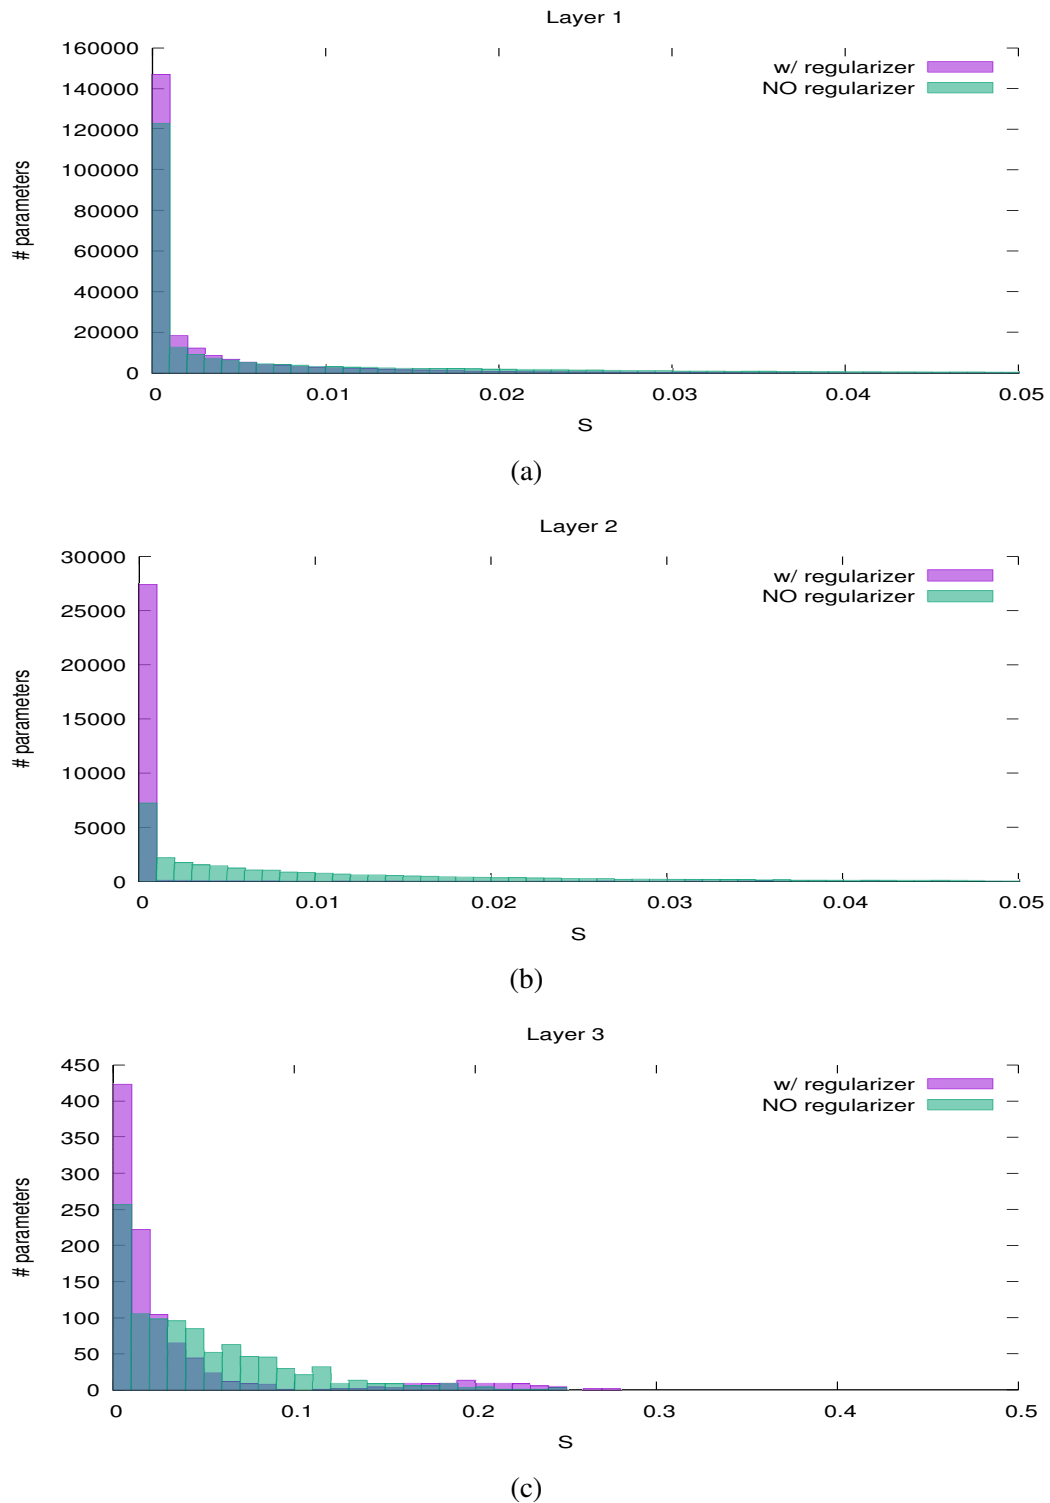 Layer 1
160000
140000
120000
100000
80000
60000
40000
20000
0
# parameters
w/ regularizer
NO regularizer
0 0.01 0.02 0.03 0.04 0.05
S
(a)
Layer 2
30000
25000
20000
15000
10000
5000
0
# parameters
w/ regularizer
NO regularizer
0 0.01 0.02 0.03 0.04 0.05
S
(b)
Layer 3
450
400
350
300
250
200
150
100
50
0
# parameters
w/ regularizer
NO regularizer
0 0.1 0.2 0.3 0.4 0.5
S
(c)